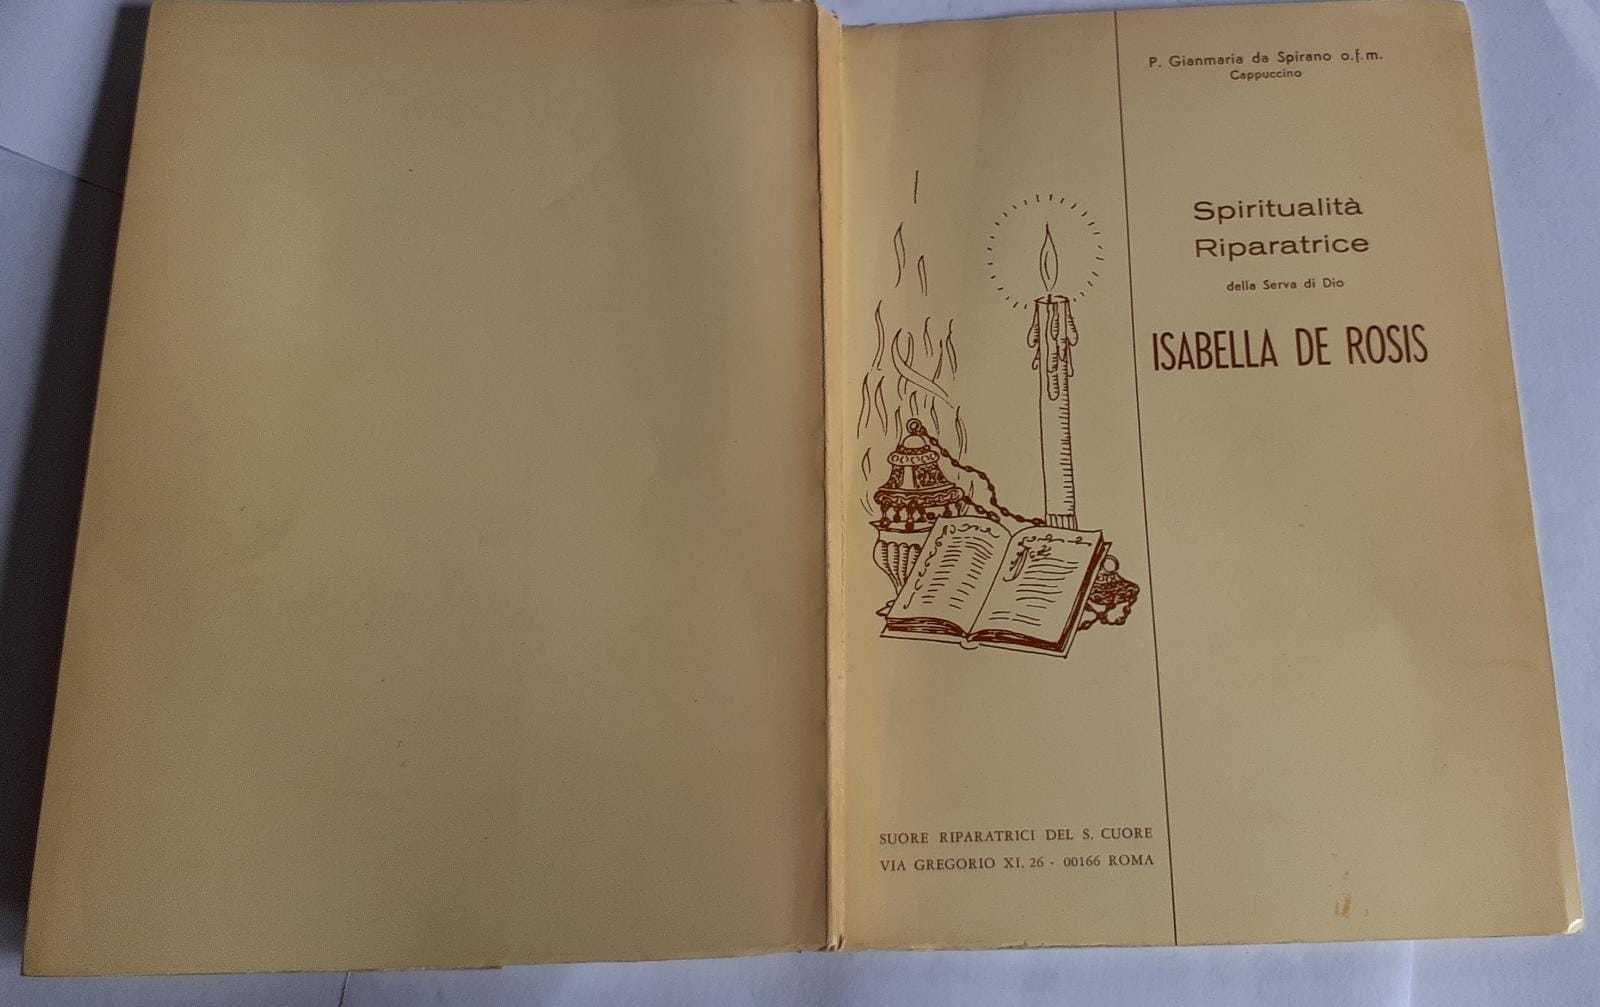 P. Gianmaria da Spirano o.f.m.
Cappuccino
Spiritualità
Riparatrice
della Serva di Dio
ISABELLA DE ROSIS
SUORE RIPARATRICI DEL S. CUORE
VIA GREGORIO XI, 26 - 00166 ROMA